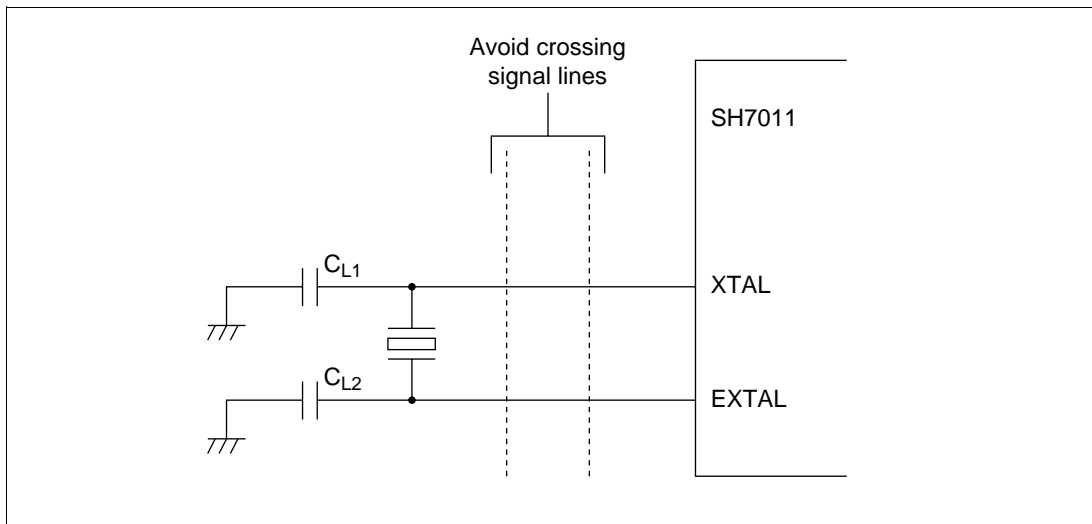 Avoid crossing
signal lines
SH7011
CL1
XTAL
CL2
EXTAL